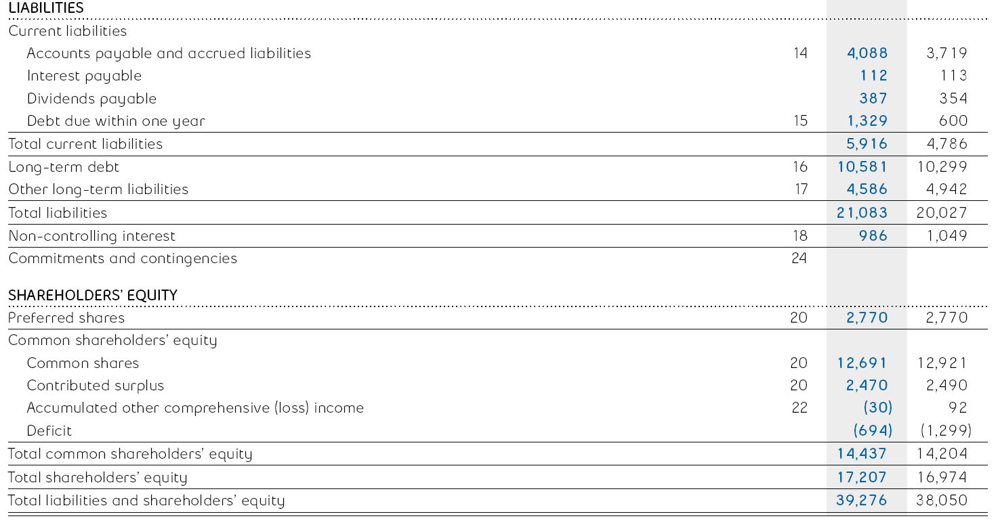 LIABILITIES
Current liabilities
Accounts payable and accrued liabilities 14 4,088 3,719
Interest payable 112 113
Dividends payable 387 354
Debt due within one year 15 1,329 600
Total current liabilities 5,916 4,786
Long-term debt 16 10,581 10,299
Other long-term liabilities 17 4,586 4,942
Total liabilities 21,083 20,027
Non-controlling interest 18 986 1,049
Commitments and contingencies 24
SHAREHOLDERS’ EQUITY
Preferred shares 20 2,770 2,770
Common shareholders’ equity
Common shares 20 12,691 12,921
Contributed surplus 20 2,470 2,490
Accumulated other comprehensive (loss) income 22 (30) 92
Deficit (694) (1,299)
Total common shareholders’ equity 14,437 14,204
Total shareholders’ equity 17,207 16,974
Total liabilities and shareholders’ equity 39,276 38,050